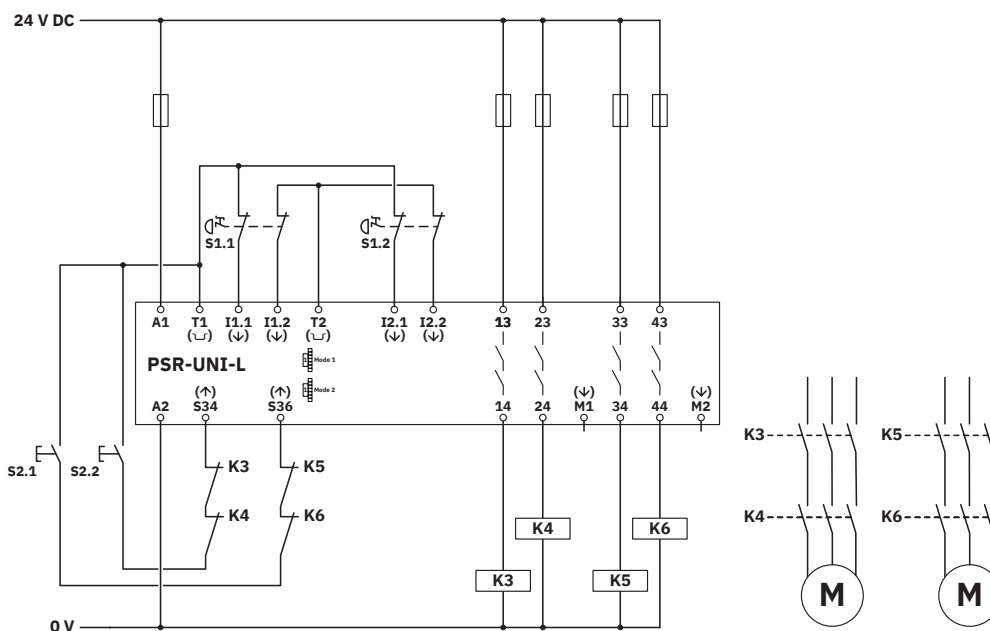 24 V DC
S1.1
S1.2
A1 T1 I1.1 I1.2 T2 I2.1 I2.2 13 23 33 43
PSR-UNI-L
1 Mode 1
1 Mode 2
A2 S34 S36 14 24 M1 34 44 M2
K3 K5
S2.1 S2.2 K3 K5
K4 K6
K4 K6
K4 K6
K3 K5
M M
0 V